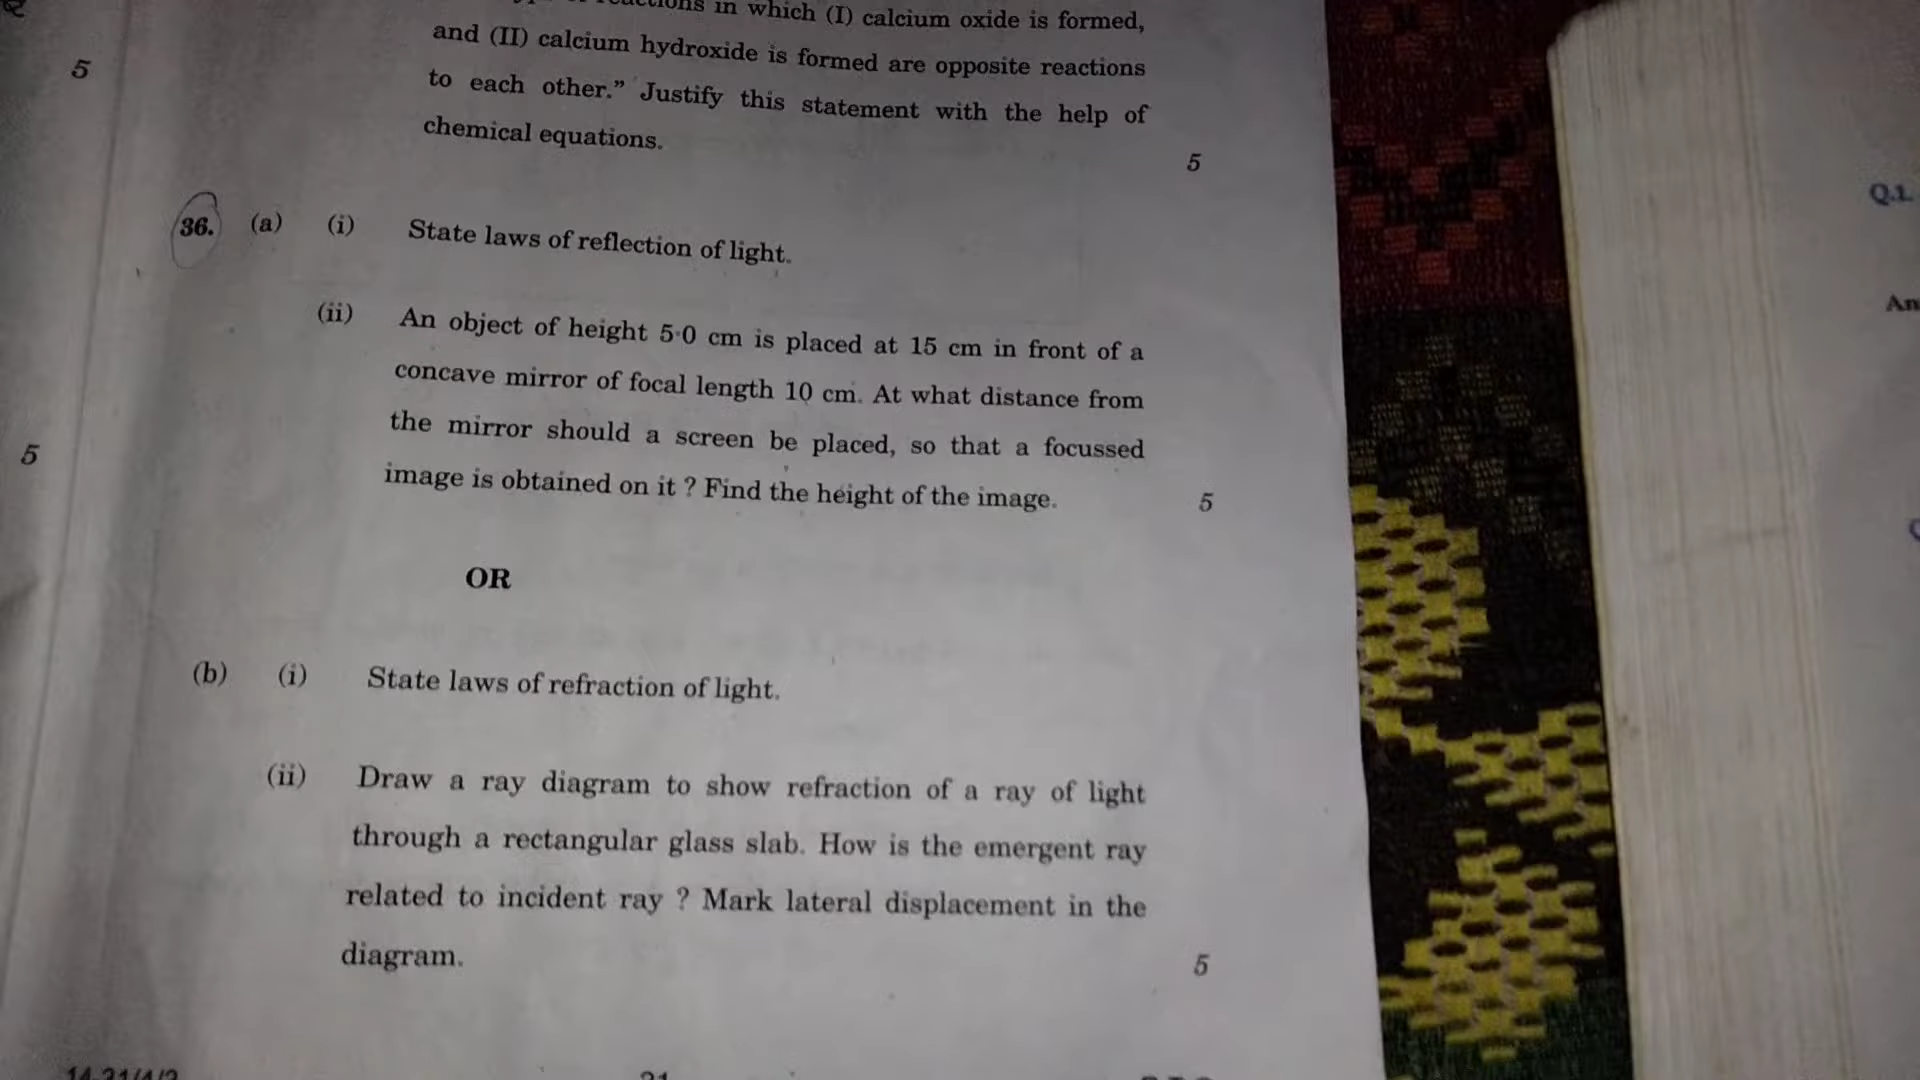 5
reactions in which (I) calcium oxide is formed,
and (II) calcium hydroxide is formed are opposite reactions
to each other.” Justify this statement with the help of
chemical equations.
5
36. (a) (i) State laws of reflection of light.
(ii) An object of height 5·0 cm is placed at 15 cm in front of a
concave mirror of focal length 10 cm. At what distance from
the mirror should a screen be placed, so that a focussed
5
image is obtained on it ? Find the height of the image.
5
OR
(b) (i) State laws of refraction of light.
(ii) Draw a ray diagram to show refraction of a ray of light
through a rectangular glass slab. How is the emergent ray
related to incident ray ? Mark lateral displacement in the
diagram.
5
21
Q.1.
An